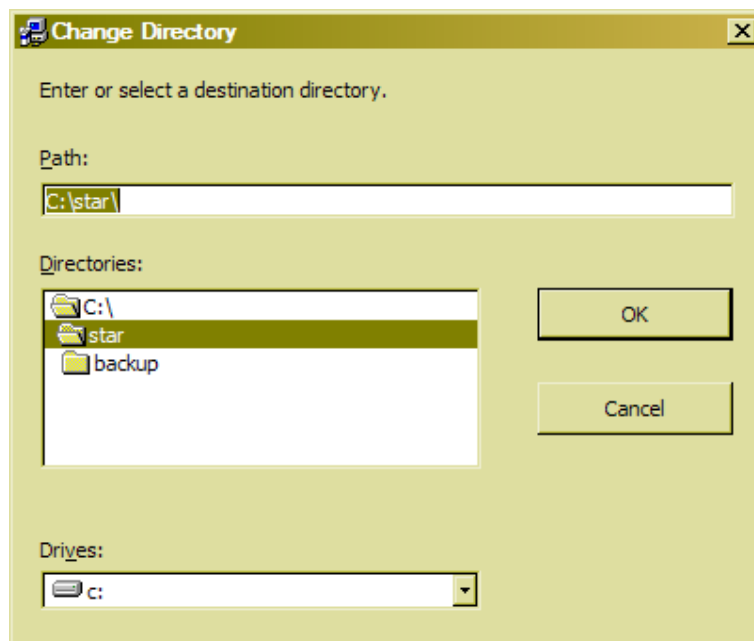 Change Directory
Enter or select a destination directory.
Path:
C:\star\
Directories:
C:\
star
backup
OK
Cancel
Drives:
c: